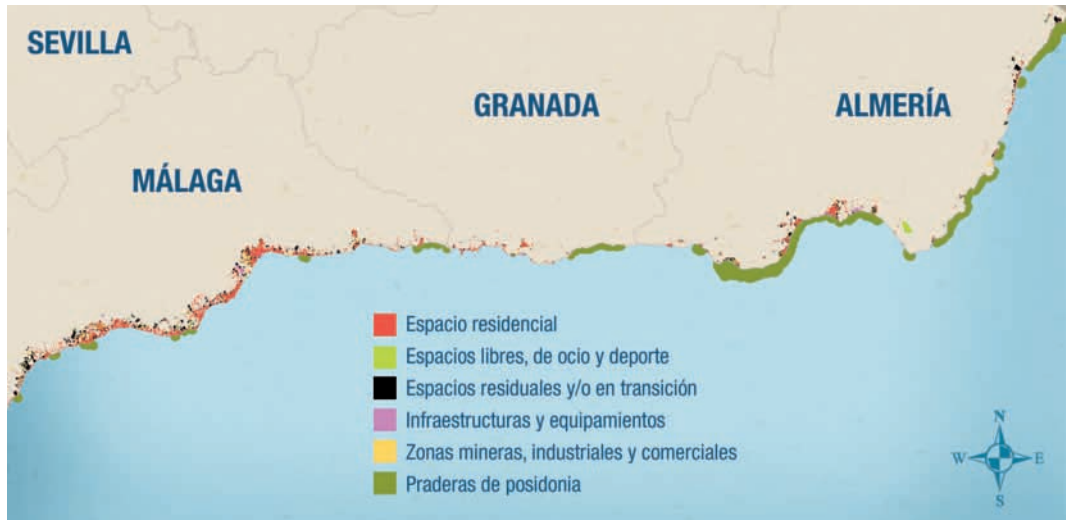 SEVILLA
GRANADA
ALMERÍA
MÁLAGA
Espacio residencial
Espacios libres, de ocio y deporte
Espacios residuales y/o en transición
Infraestructuras y equipamientos
Zonas mineras, industriales y comerciales
Praderas de posidonia
N
W E
S